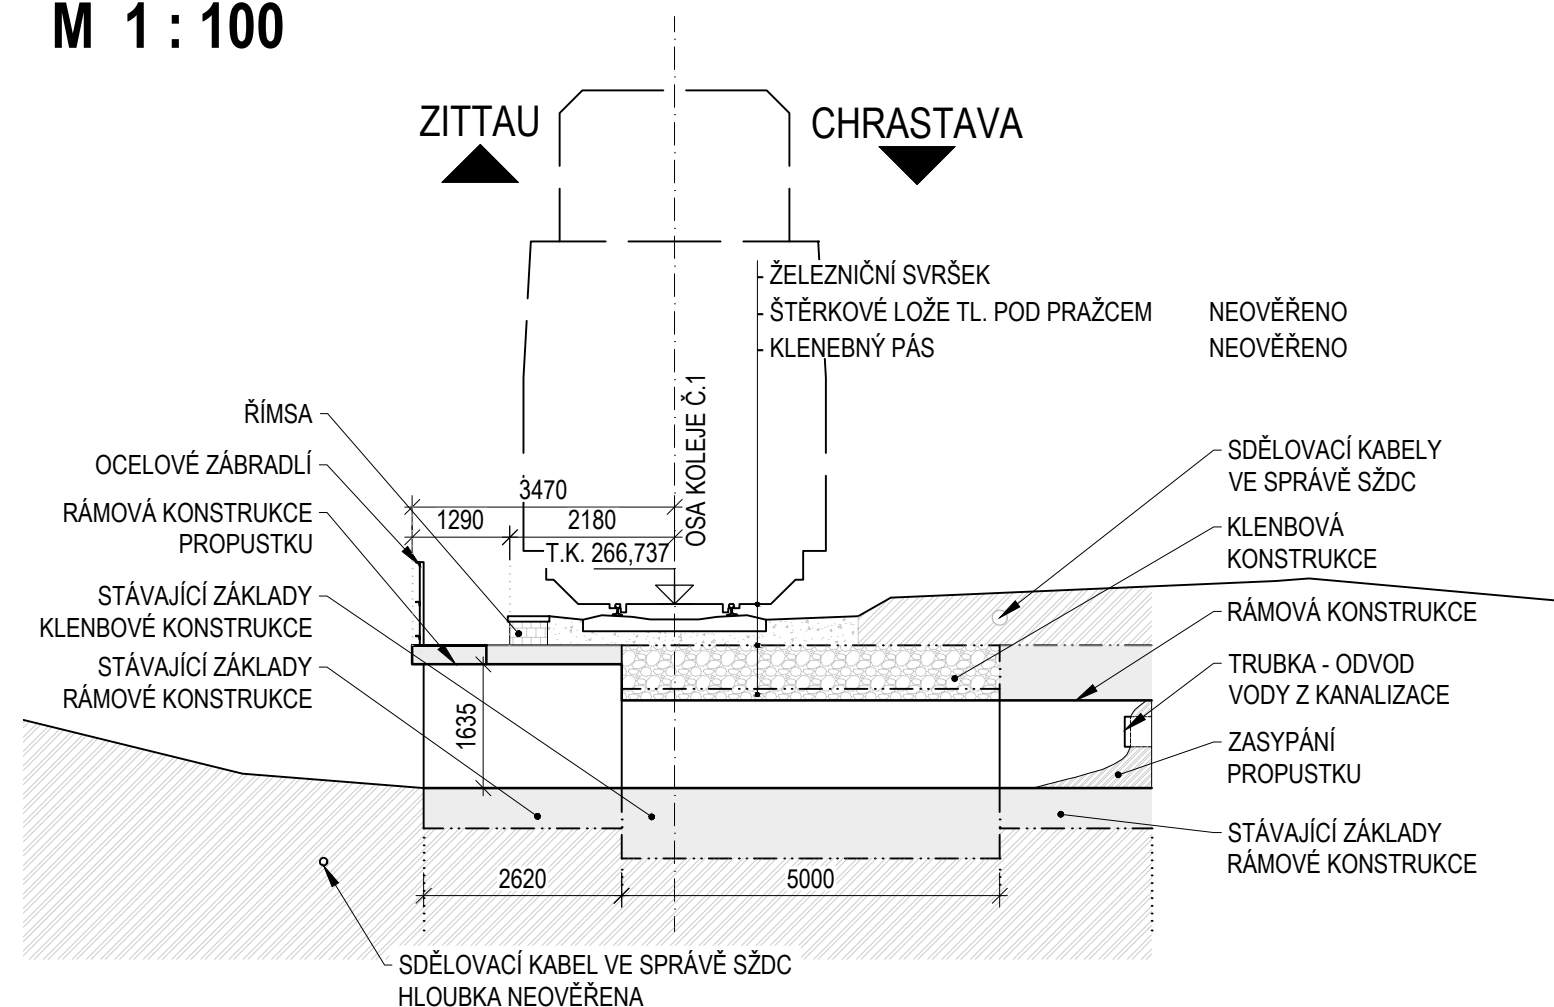 M 1 : 100
ZITTAU
CHRASTAVA
ŽELEZNIČNÍ SVRŠEK
ŠTĚRKOVÉ LOŽE TL. POD PRAŽCEM NEOVĚŘENO
KLENEBNÝ PÁS NEOVĚŘENO
OSA KOLEJE Č.1
ŘÍMSA
OCELOVÉ ZÁBRADLÍ
RÁMOVÁ KONSTRUKCE
PROPUSTKU
STÁVAJÍCÍ ZÁKLADY
KLENBOVÉ KONSTRUKCE
STÁVAJÍCÍ ZÁKLADY
RÁMOVÉ KONSTRUKCE
3470
1290
2180
T.K. 266,737
1635
SDĚLOVACÍ KABELY
VE SPRÁVĚ SŽDC
KLENBOVÁ
KONSTRUKCE
RÁMOVÁ KONSTRUKCE
TRUBKA - ODVOD
VODY Z KANALIZACE
ZASYPÁNÍ
PROPUSTKU
STÁVAJÍCÍ ZÁKLADY
RÁMOVÉ KONSTRUKCE
2620
5000
SDĚLOVACÍ KABEL VE SPRÁVĚ SŽDC
HLOUBKA NEOVĚŘENA